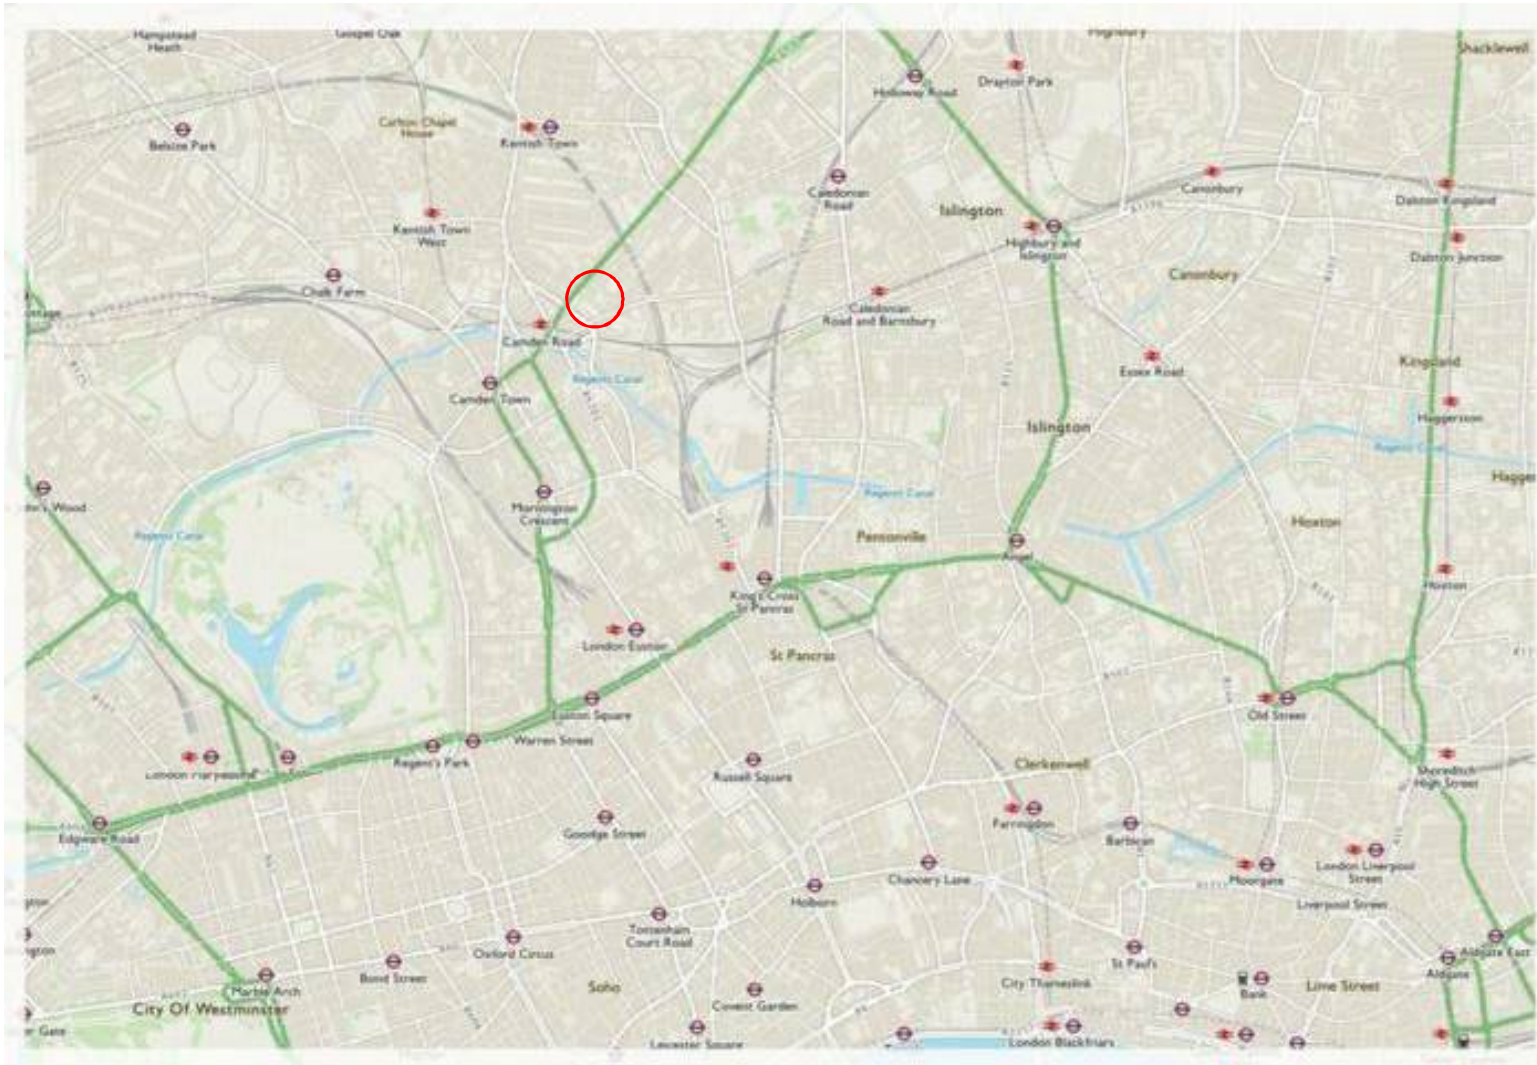 Hampstead
Heath
Gospel Oak
Highbury
Shacklewell
Holloway Road
Drayton Park
Belsize Park
Carlton Chapel
House
Kentish Town
Caledonian
Road
Canonbury
Dalston Kingsland
Islington
Kentish Town
West
Highbury and
Islington
Dalston Junction
Canonbury
Chalk Farm
Caledonian
Road and Barnsbury
Camden Road
Essex Road
Kingsland
Regents Canal
Camden Town
Haggerston
Islington
Regents Canal
Mornington
Crescent
Regents Canal
Hoxton
Regents Canal
Pentonville
Angel
Hoxton
King's Cross
St Pancras
London Euston
St Pancras
Old Street
Euston Square
Warren Street
Regent's Park
Russell Square
Clerkenwell
Shoreditch
High Street
Edgware Road
Goodge Street
Farringdon
Barbican
Chancery Lane
Moorgate
London Liverpool
Street
Liverpool Street
Holborn
Tottenham
Court Road
Oxford Circus
Bond Street
St Paul's
Aldgate East
Aldgate
Marble Arch
City Of Westminster
Soho
Covent Garden
City Thameslink
Bank
Lime Street
Leicester Square
London Blackfriars